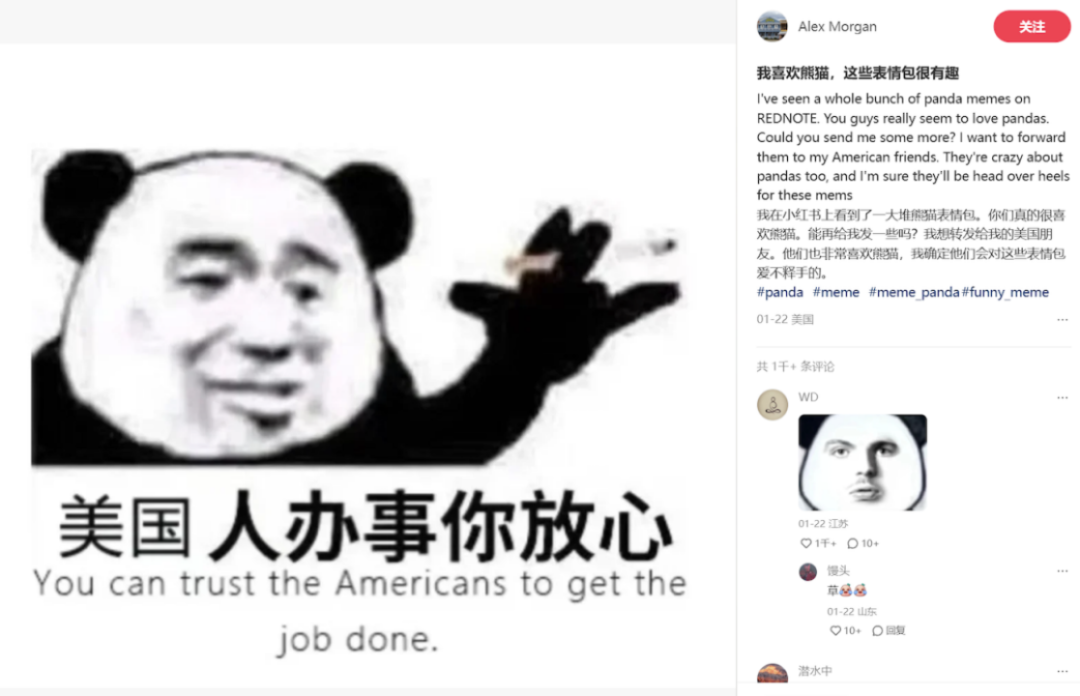 美国人办事你放心
You can trust the Americans to get the
job done.
Alex Morgan
关注
我喜欢熊猫，这些表情包很有趣
I've seen a whole bunch of panda memes on
REDNOTE. You guys really seem to love pandas.
Could you send me some more? I want to forward
them to my American friends. They're crazy about
pandas too, and I'm sure they'll be head over heels
for these mems
我在小红书上看到了一大堆熊猫表情包。你们真的很喜
欢熊猫。能再给我发一些吗？我想转发给我的美国朋
友。他们也非常喜欢熊猫，我确定他们会对这些表情包
爱不释手的。
#panda #meme #meme_panda#funny_meme
01-22 美国
共 1千+ 条评论
WD
01-22 江苏
1千+ 10+
馒头
草🤡🤡
01-22 山东
10+ 回复
潜水中